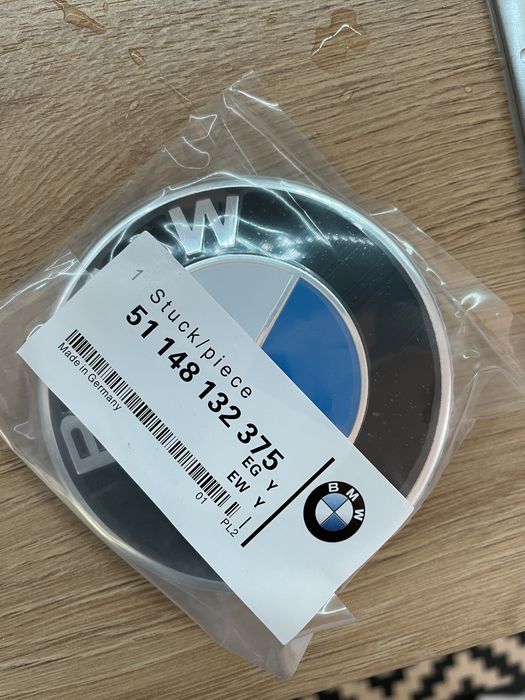 W
B
1 Stuck/piece
51 148 132 375
EG Y
EW Y
Made in Germany
01 PL2 I
BMW